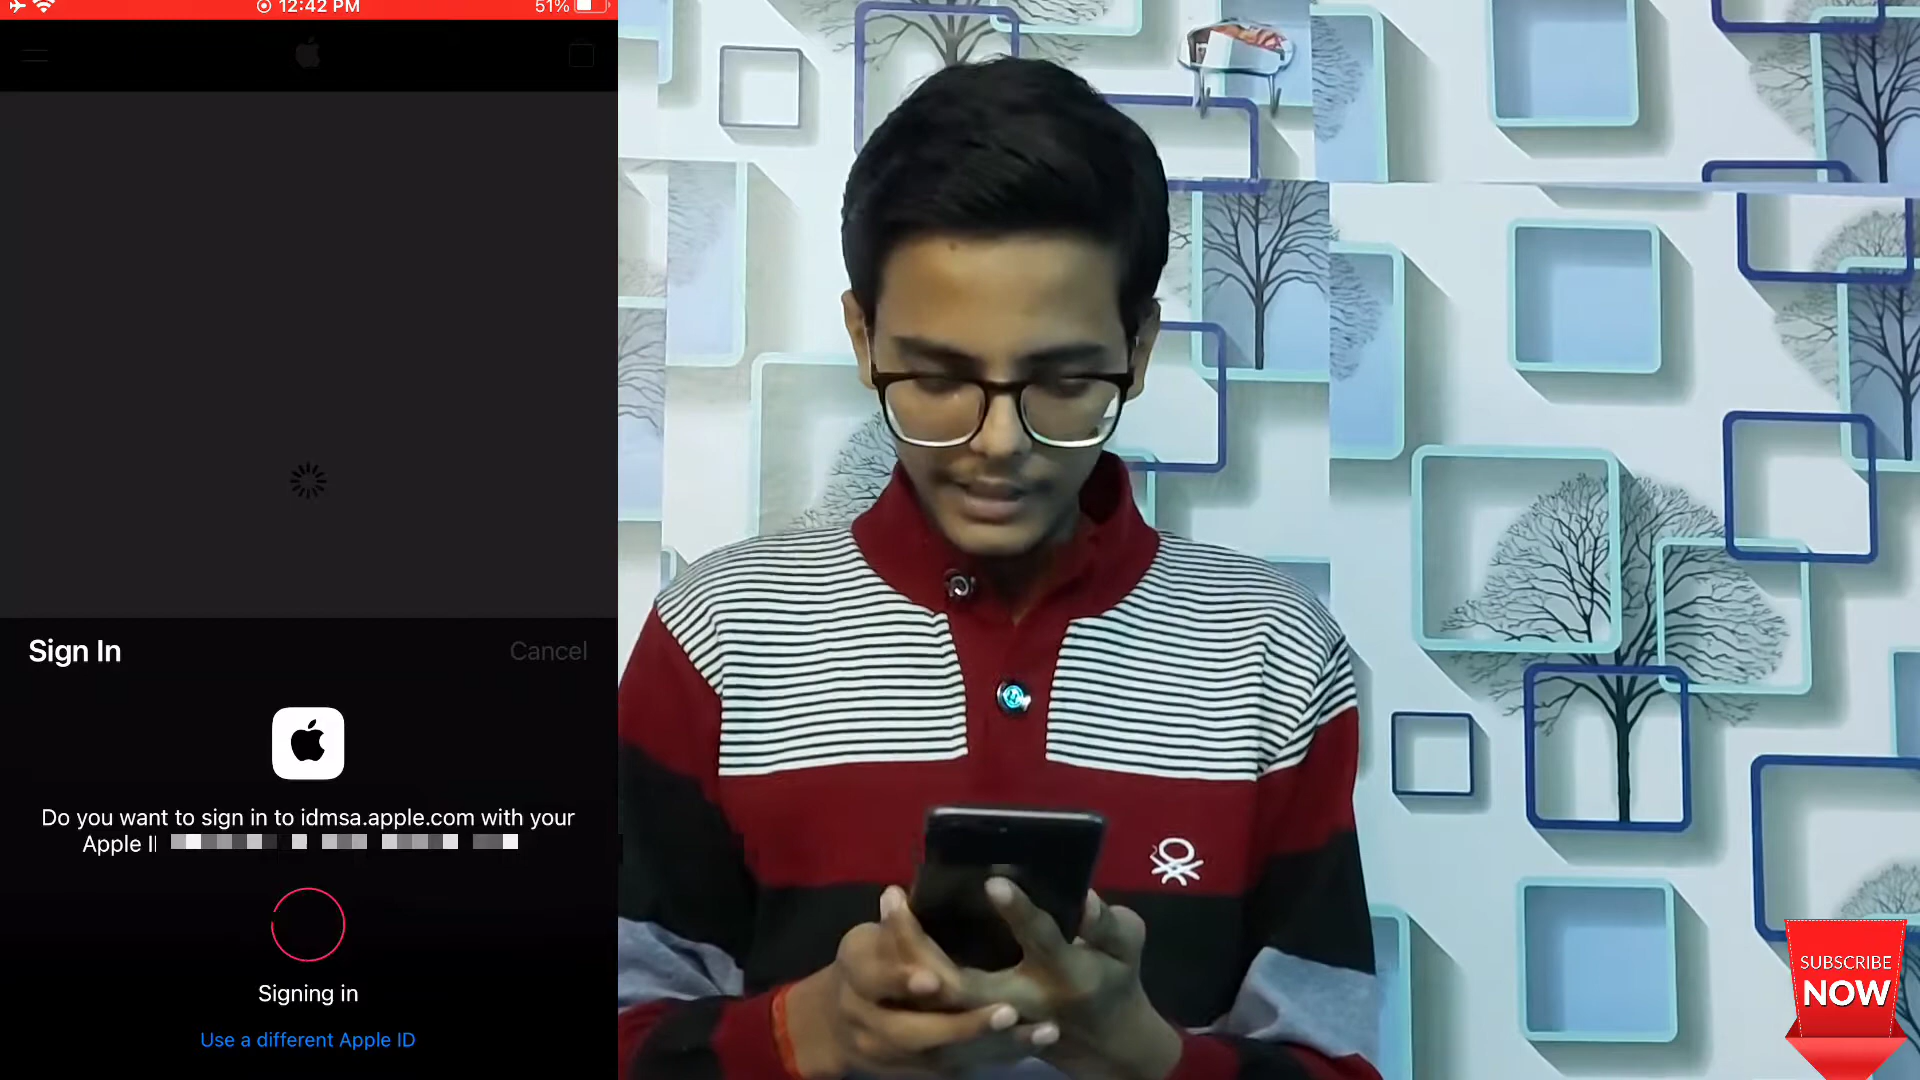 12:42 PM
51%
Sign In
Cancel
Do you want to sign in to idmsa.apple.com with your
Apple I
Signing in
Use a different Apple ID
SUBSCRIBE
NOW